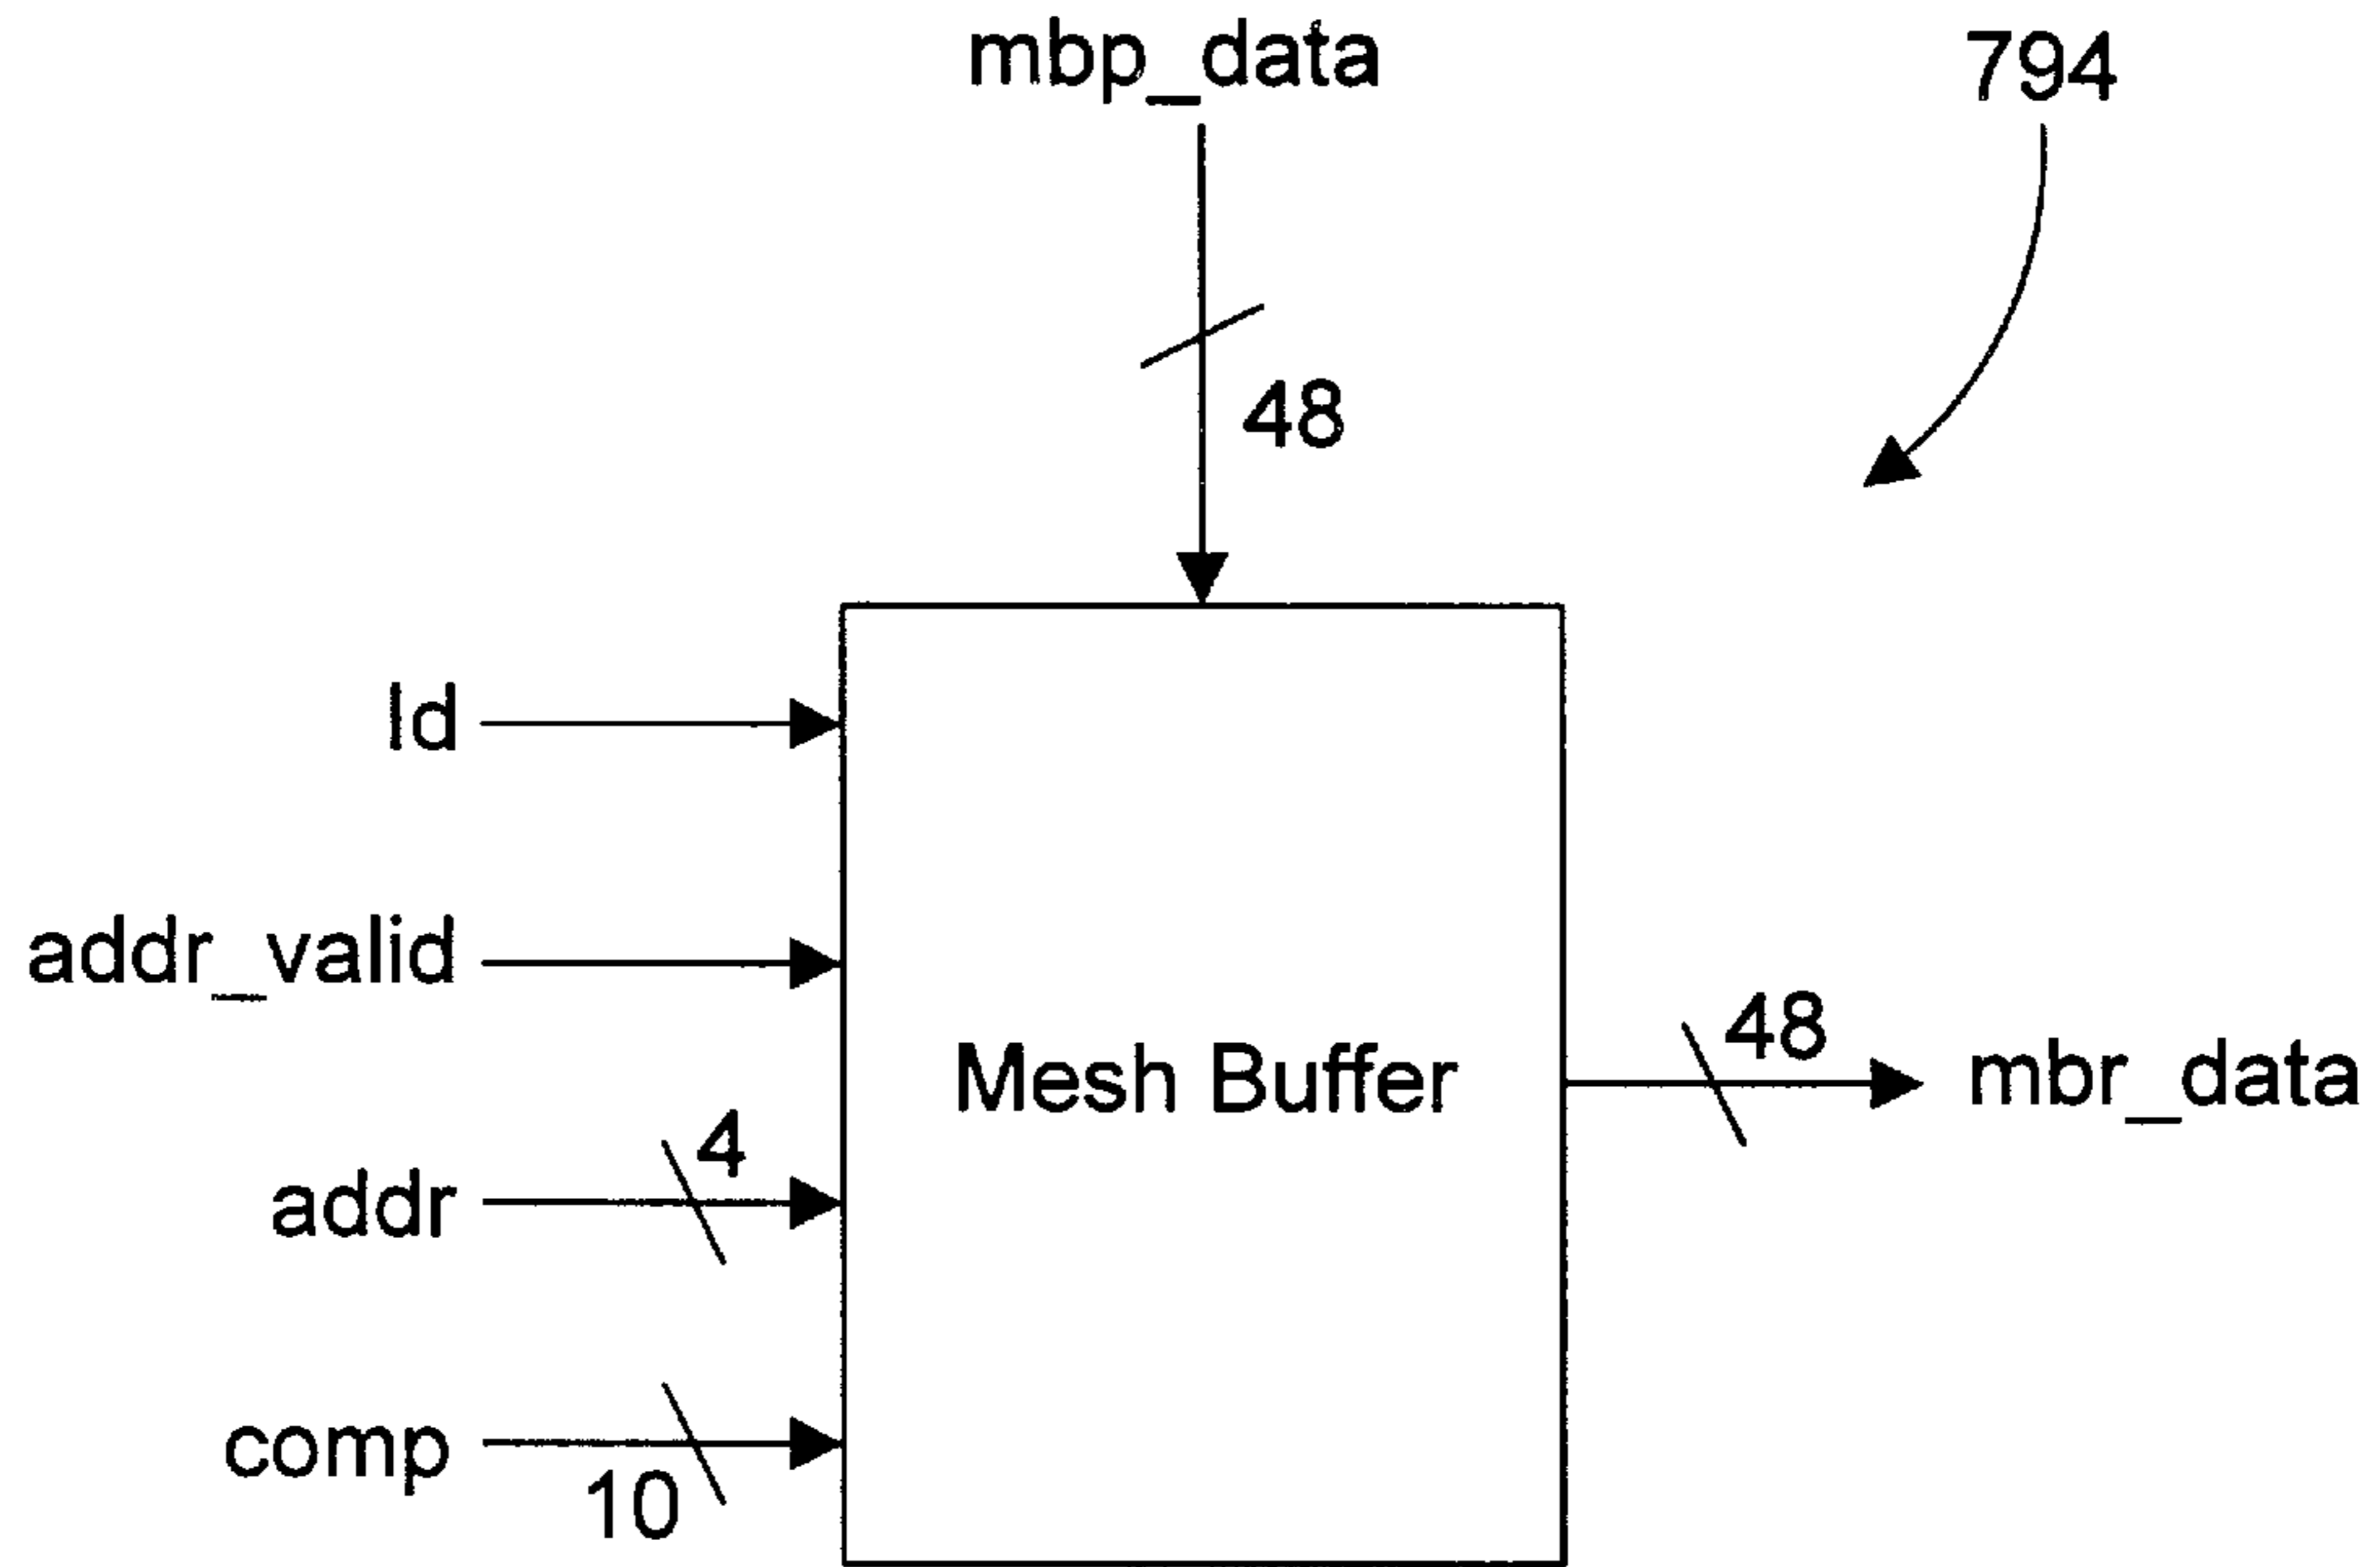 mbp_data
794
48
ld
addr_valid
48
Mesh Buffer
mbr_data
4
addr
comp
10